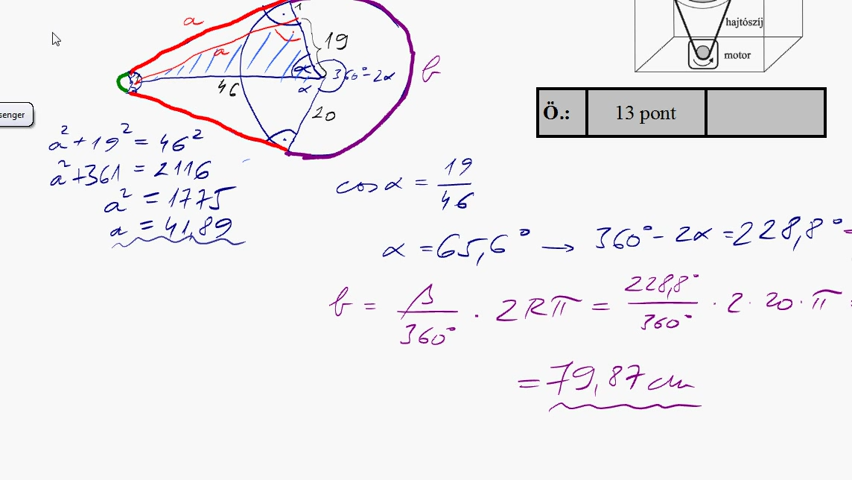 a
1
19
a
α
360°-2α
b
46
α
20
hajtószíj
motor
Ö.: 13 pont
senger
a² + 19² = 46²
a² + 361 = 2116
a² = 1775
a = 41,89
cos α = 19/46
α = 65,6° → 360° - 2α = 228,8° =
b = β/360° · 2Rπ = 228,8°/360° · 2 · 20 · π =
= 79,87 cm